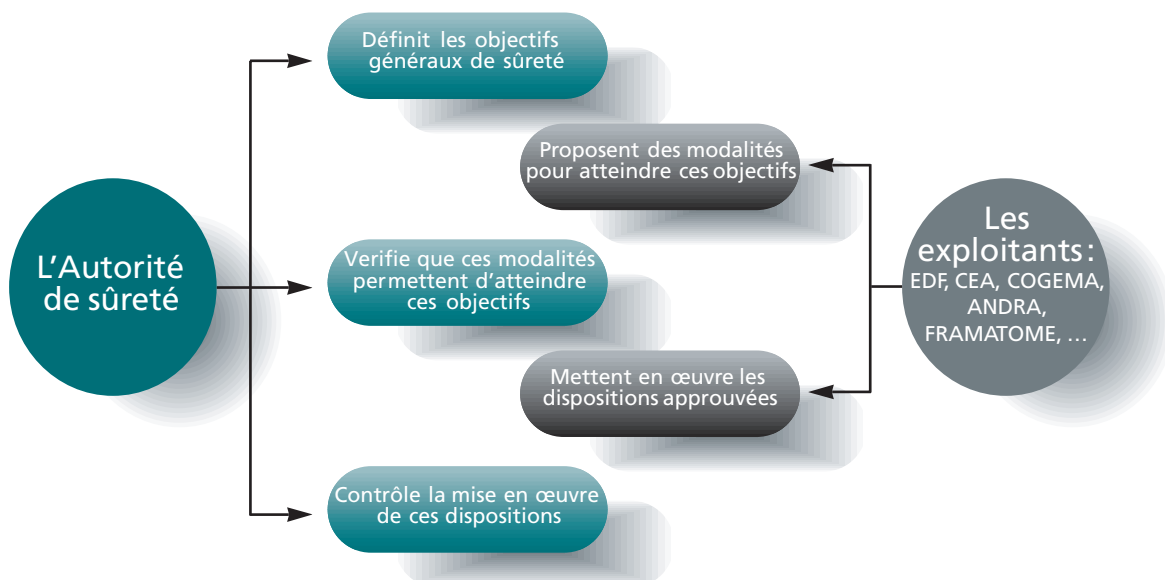 Définit les objectifs
généraux de sûreté
Proposent des modalités
pour atteindre ces objectifs
L'Autorité
de sûreté
Verifie que ces modalités
permettent d'atteindre
ces objectifs
Les
exploitants :
EDF, CEA, COGEMA,
ANDRA,
FRAMATOME, ...
Mettent en œuvre les
dispositions approuvées
Contrôle la mise en œuvre
de ces dispositions